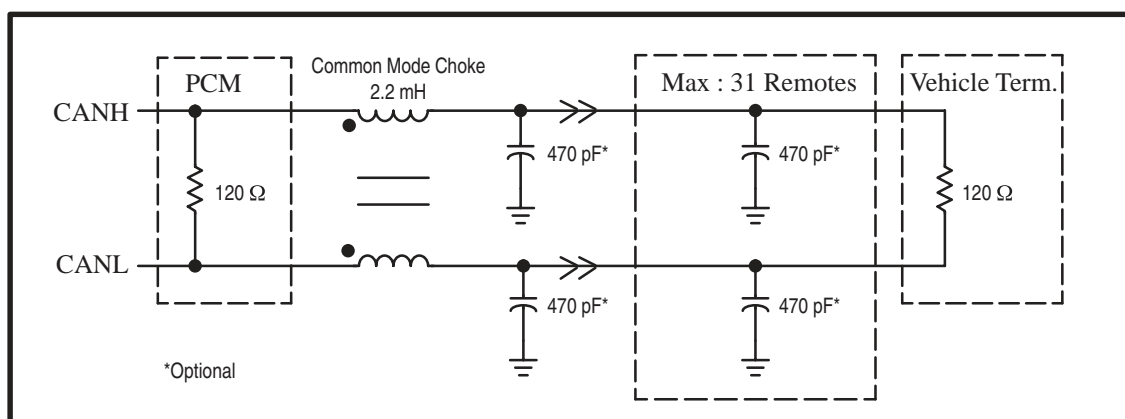 PCM
Common Mode Choke
2.2 mH
Max : 31 Remotes
Vehicle Term.
CANH
470 pF*
470 pF*
120 Ω
120 Ω
CANL
470 pF*
470 pF*
*Optional